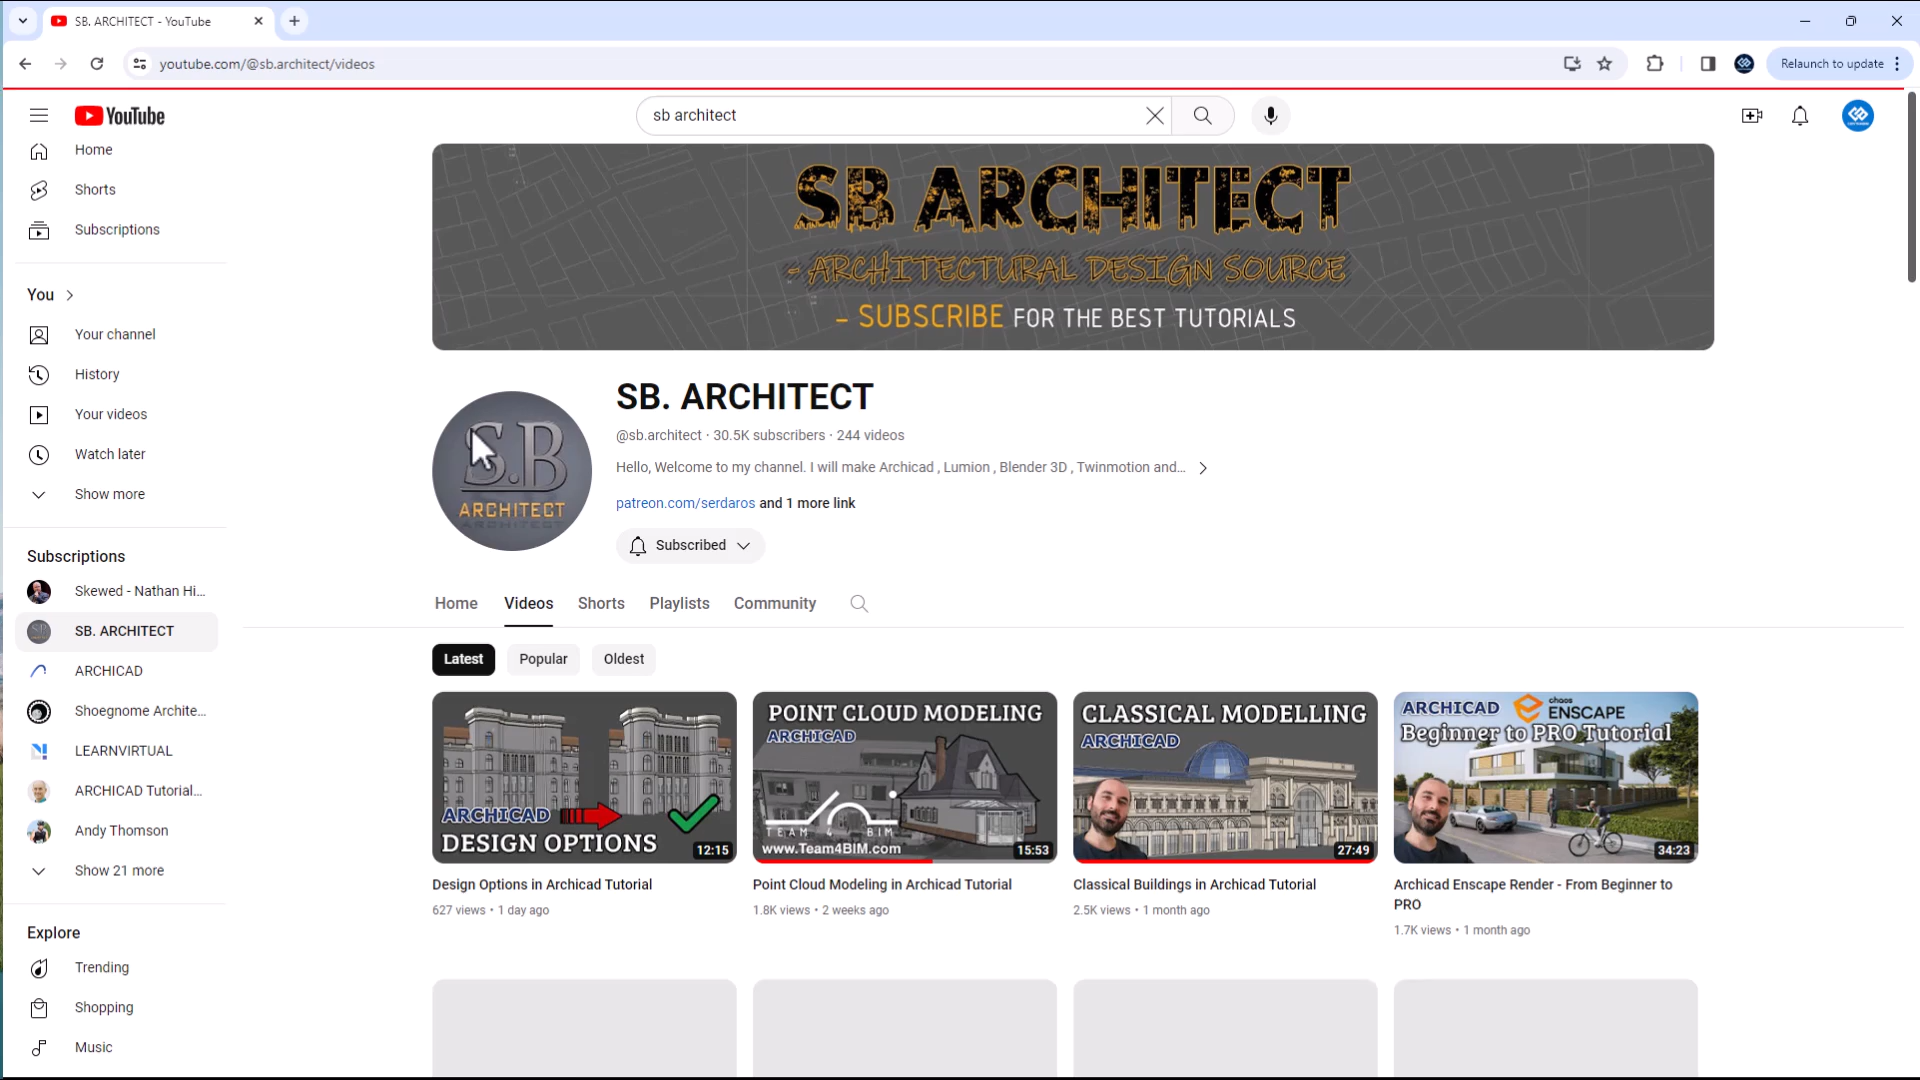 SB. ARCHITECT - YouTube
youtube.com/@sb.architect/videos
Relaunch to update
YouTube
sb architect
Home
Shorts
Subscriptions
You
Your channel
History
Your videos
Watch later
Show more
Subscriptions
Skewed - Nathan Hi...
SB. ARCHITECT
ARCHICAD
Shoegnome Archite...
LEARNVIRTUAL
ARCHICAD Tutorial...
Andy Thomson
Show 21 more
Explore
Trending
Shopping
Music
SB ARCHITECT
- ARCHITECTURAL DESIGN SOURCE
- SUBSCRIBE FOR THE BEST TUTORIALS
S.B
ARCHITECT
SB. ARCHITECT
@sb.architect · 30.5K subscribers · 244 videos
Hello, Welcome to my channel. I will make Archicad , Lumion , Blender 3D , Twinmotion and...
patreon.com/serdaros and 1 more link
Subscribed
Home Videos Shorts Playlists Community
Latest Popular Oldest
ARCHICAD
DESIGN OPTIONS
12:15
Design Options in Archicad Tutorial
627 views • 1 day ago
POINT CLOUD MODELING
ARCHICAD
TEAM 4 BIM
www.Team4BIM.com
15:53
Point Cloud Modeling in Archicad Tutorial
1.8K views • 2 weeks ago
CLASSICAL MODELLING
ARCHICAD
27:49
Classical Buildings in Archicad Tutorial
2.5K views • 1 month ago
ARCHICAD chaos ENSCAPE
Beginner to PRO Tutorial
34:23
Archicad Enscape Render - From Beginner to
PRO
1.7K views • 1 month ago